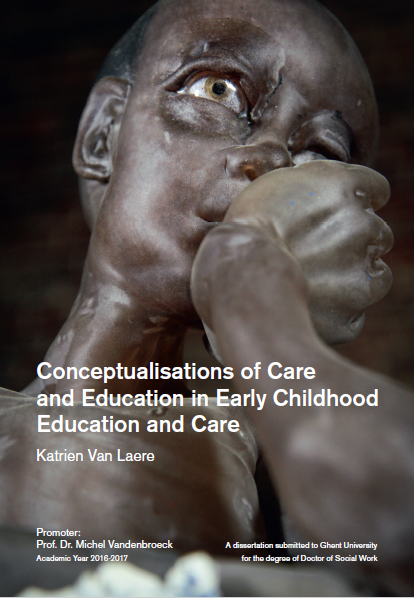 Conceptualisations of Care
and Education in Early Childhood
Education and Care
Katrien Van Laere
Promoter:
Prof. Dr. Michel Vandenbroeck
Academic Year 2016-2017
A dissertation submitted to Ghent University
for the degree of Doctor of Social Work